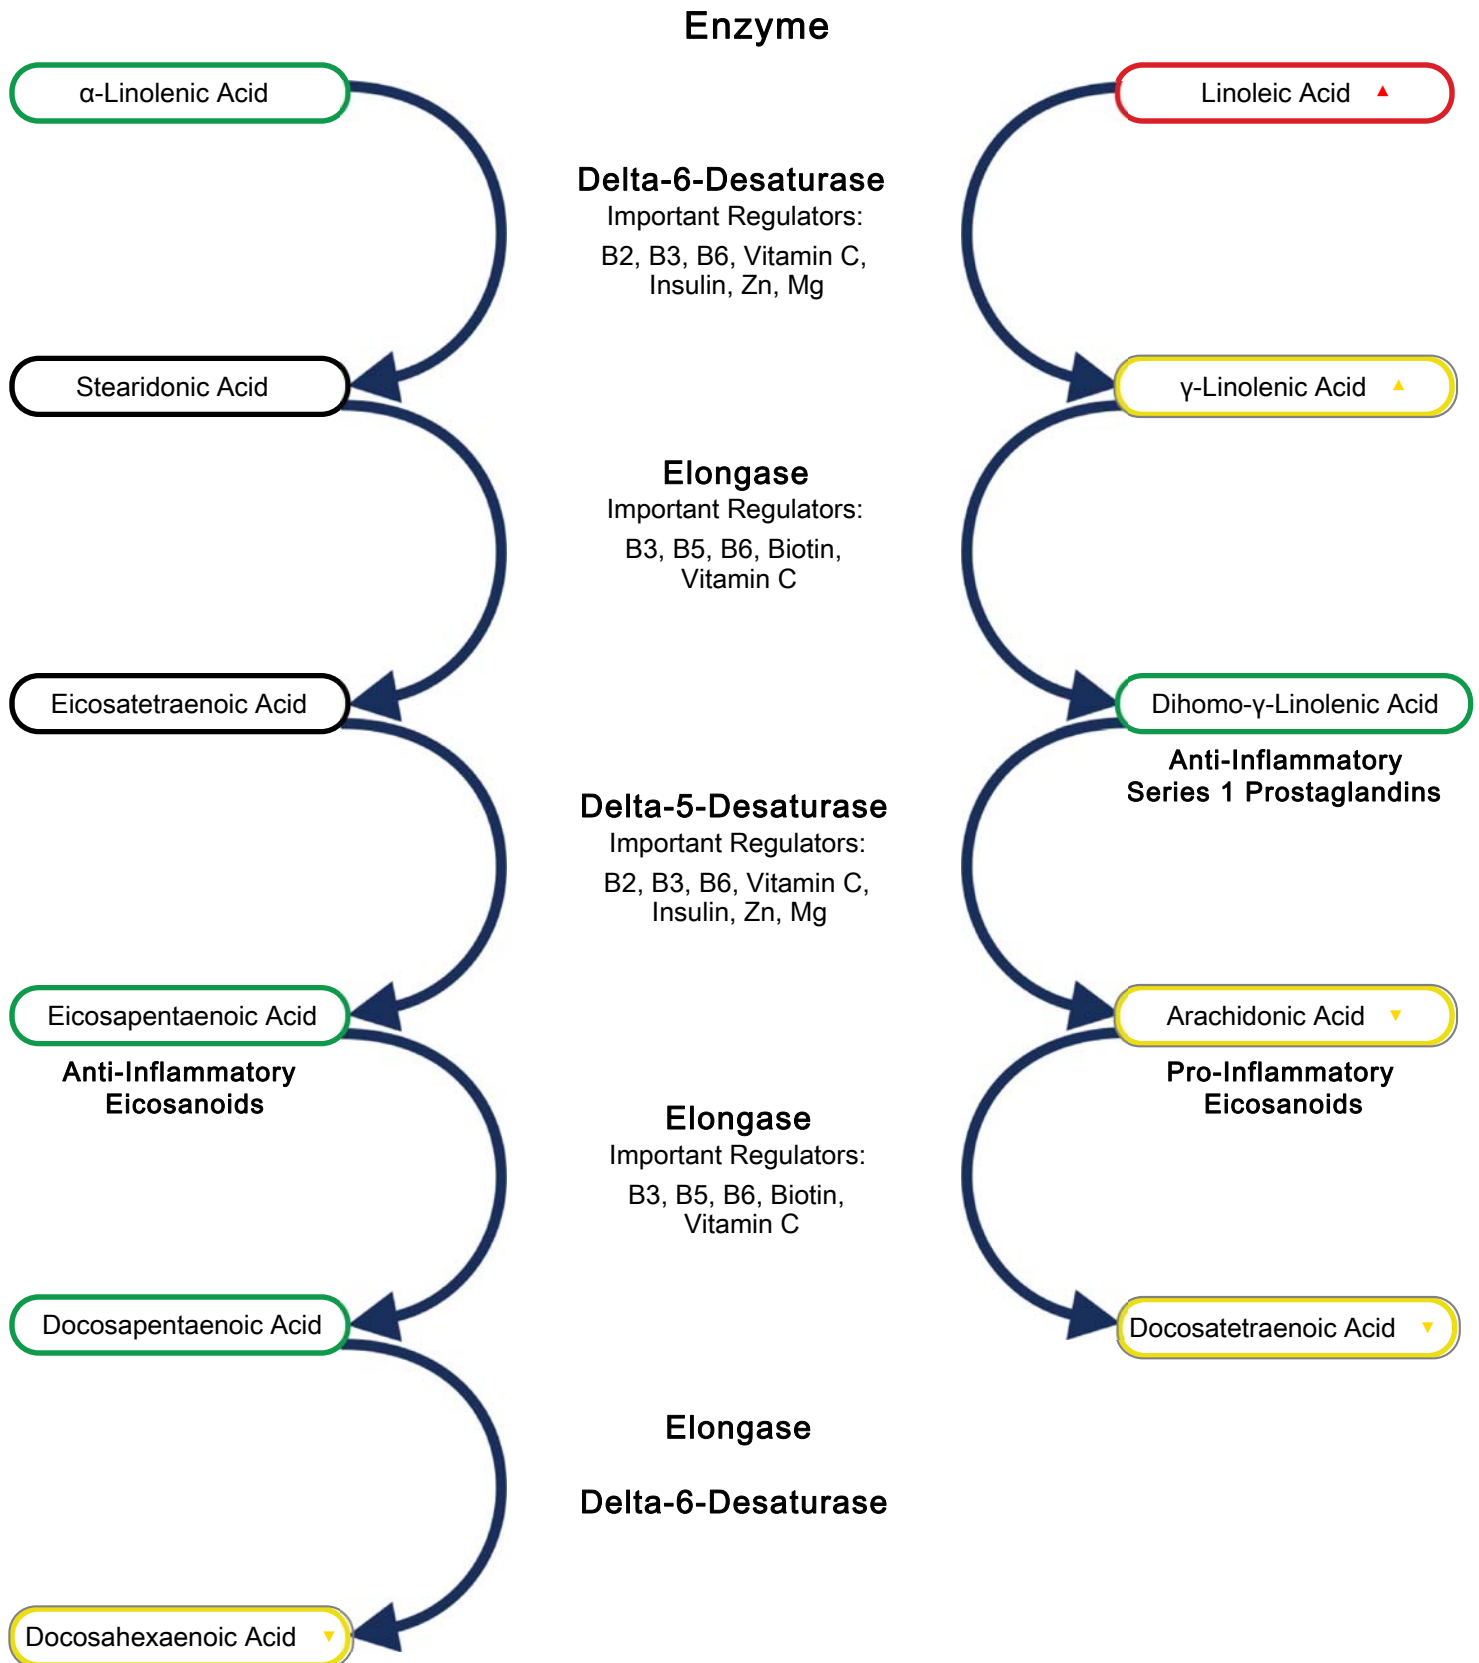 Enzyme
α-Linolenic Acid
Linoleic Acid ▲
Delta-6-Desaturase
Important Regulators:
B2, B3, B6, Vitamin C,
Insulin, Zn, Mg
Stearidonic Acid
γ-Linolenic Acid ▲
Elongase
Important Regulators:
B3, B5, B6, Biotin,
Vitamin C
Eicosatetraenoic Acid
Dihomo-γ-Linolenic Acid
Anti-Inflammatory
Series 1 Prostaglandins
Delta-5-Desaturase
Important Regulators:
B2, B3, B6, Vitamin C,
Insulin, Zn, Mg
Eicosapentaenoic Acid
Anti-Inflammatory
Eicosanoids
Arachidonic Acid ▼
Pro-Inflammatory
Eicosanoids
Elongase
Important Regulators:
B3, B5, B6, Biotin,
Vitamin C
Docosapentaenoic Acid
Docosatetraenoic Acid ▼
Elongase
Delta-6-Desaturase
Docosahexaenoic Acid ▼